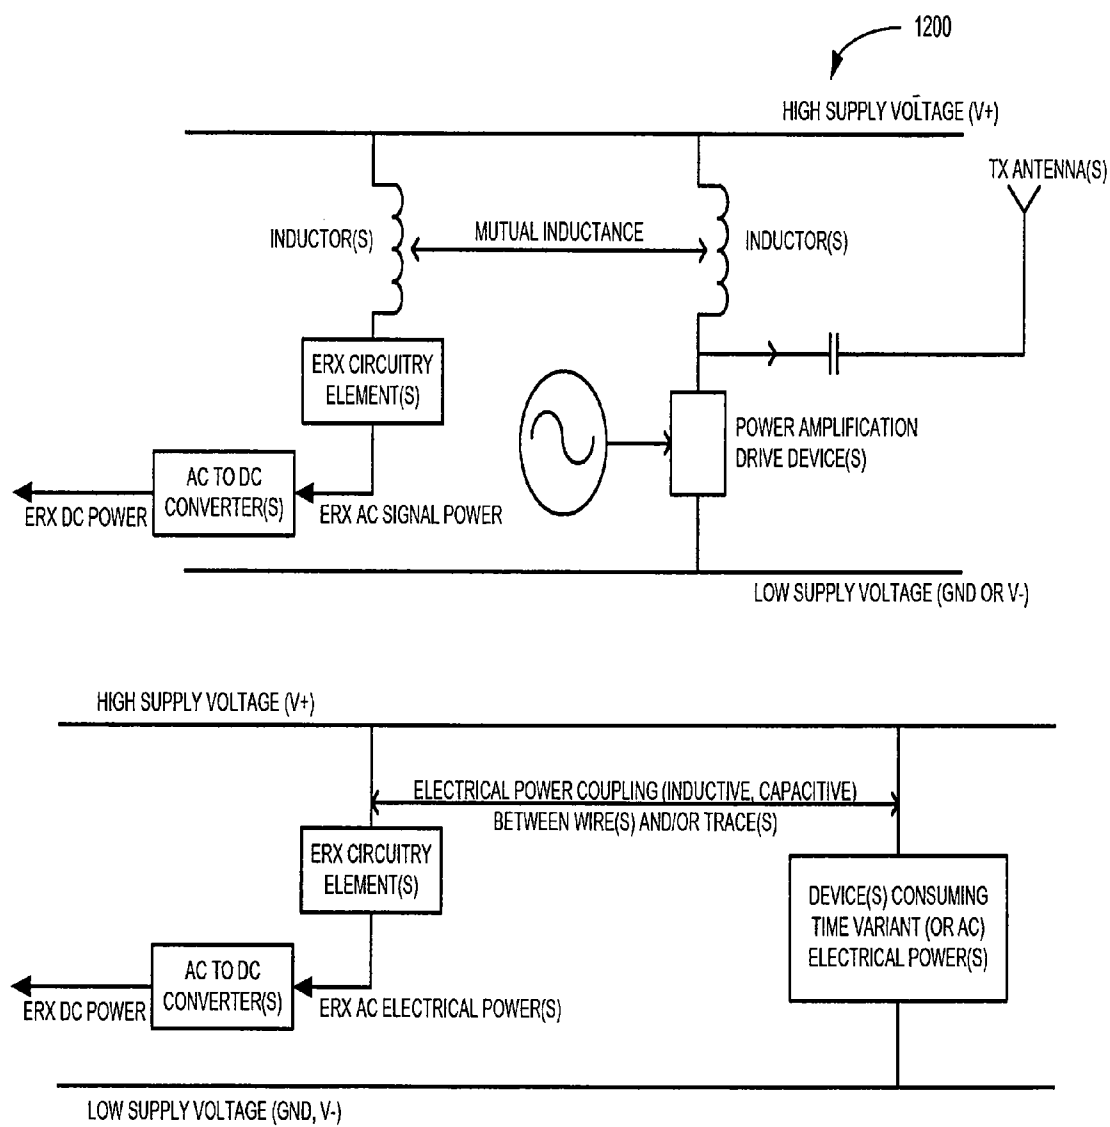 1200
HIGH SUPPLY VOLTAGE (V+)
TX ANTENNA(S)
INDUCTOR(S)
MUTUAL INDUCTANCE
INDUCTOR(S)
ERX CIRCUITRY
ELEMENT(S)
POWER AMPLIFICATION
DRIVE DEVICE(S)
AC TO DC
CONVERTER(S)
ERX DC POWER
ERX AC SIGNAL POWER
LOW SUPPLY VOLTAGE (GND OR V-)
HIGH SUPPLY VOLTAGE (V+)
ELECTRICAL POWER COUPLING (INDUCTIVE, CAPACITIVE)
BETWEEN WIRE(S) AND/OR TRACE(S)
ERX CIRCUITRY
ELEMENT(S)
DEVICE(S) CONSUMING
TIME VARIANT (OR AC)
ELECTRICAL POWER(S)
AC TO DC
CONVERTER(S)
ERX DC POWER
ERX AC ELECTRICAL POWER(S)
LOW SUPPLY VOLTAGE (GND, V-)